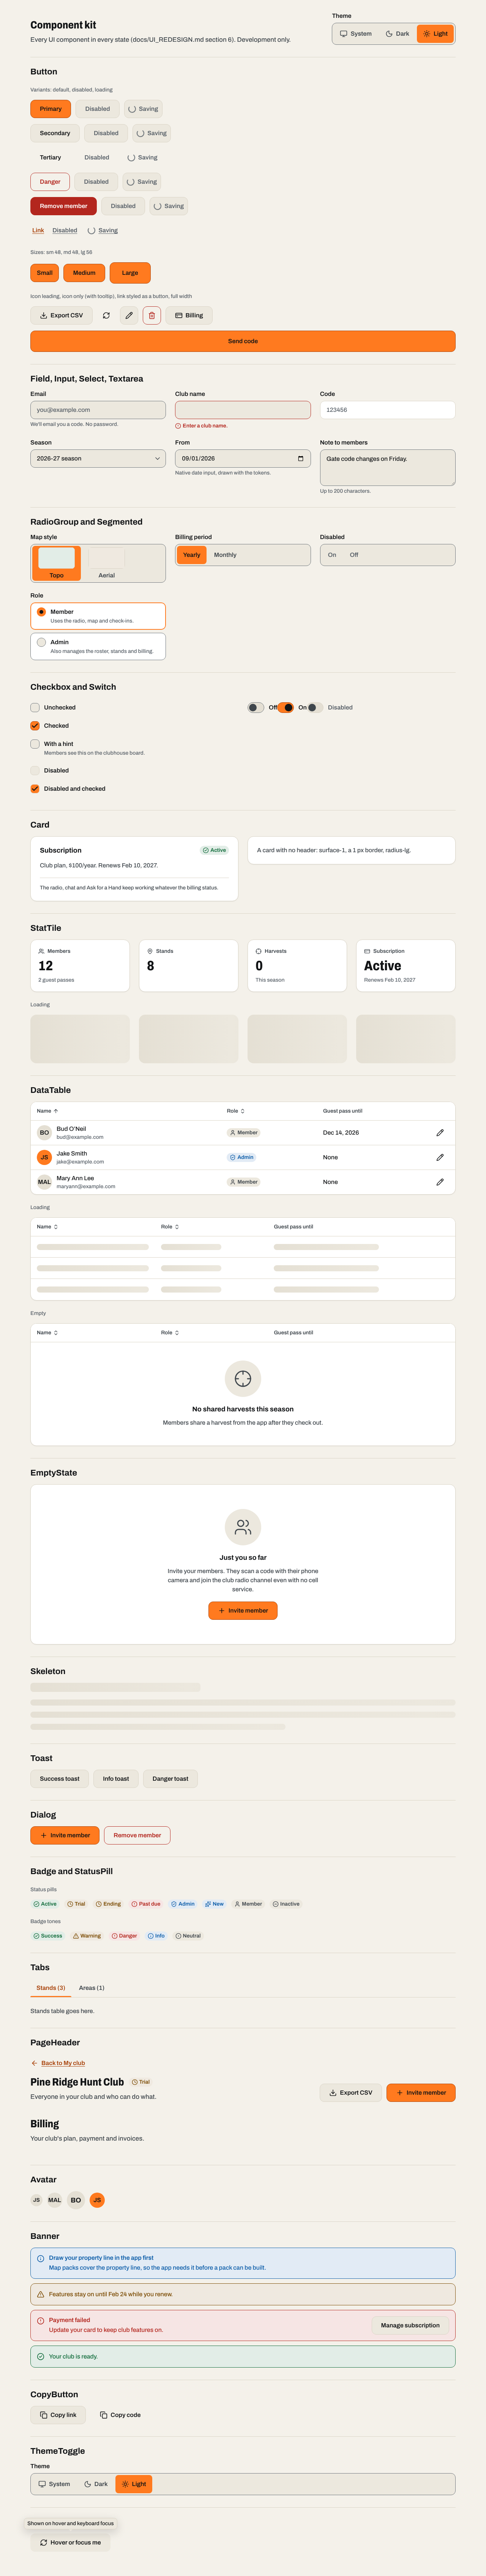 Component kit
Every UI component in every state (docs/UI_REDESIGN.md section 6). Development only.
Theme
System Dark Light
Button
Variants: default, disabled, loading
Primary Disabled Saving
Secondary Disabled Saving
Tertiary Disabled Saving
Danger Disabled Saving
Remove member Disabled Saving
Link Disabled Saving
Sizes: sm 48, md 48, lg 56
Small Medium Large
Icon leading, icon only (with tooltip), link styled as a button, full width
Export CSV Billing
Send code
Field, Input, Select, Textarea
Email
you@example.com
We'll email you a code. No password.
Club name
Enter a club name.
Code
123456
Season
2026-27 season
From
09/01/2026
Native date input, drawn with the tokens.
Note to members
Gate code changes on Friday.
Up to 200 characters.
RadioGroup and Segmented
Map style
Topo Aerial
Billing period
Yearly Monthly
Disabled
On Off
Role
Member
Uses the radio, map and check-ins.
Admin
Also manages the roster, stands and billing.
Checkbox and Switch
Unchecked
Checked
With a hint
Members see this on the clubhouse board.
Disabled
Disabled and checked
Off On Disabled
Card
Subscription Active
Club plan, $100/year. Renews Feb 10, 2027.
The radio, chat and Ask for a Hand keep working whatever the billing status.
A card with no header: surface-1, a 1 px border, radius-lg.
StatTile
Members
12
2 guest passes
Stands
8
Harvests
0
This season
Subscription
Active
Renews Feb 10, 2027
Loading
DataTable
Name Role Guest pass until
BO Bud O'Neil Member Dec 14, 2026
bud@example.com
JS Jake Smith Admin None
jake@example.com
MAL Mary Ann Lee Member None
maryann@example.com
Loading
Name Role Guest pass until
Empty
Name Role Guest pass until
No shared harvests this season
Members share a harvest from the app after they check out.
EmptyState
Just you so far
Invite your members. They scan a code with their phone
camera and join the club radio channel even with no cell
service.
Invite member
Skeleton
Toast
Success toast Info toast Danger toast
Dialog
Invite member Remove member
Badge and StatusPill
Status pills
Active Trial Ending Past due Admin New Member Inactive
Badge tones
Success Warning Danger Info Neutral
Tabs
Stands (3) Areas (1)
Stands table goes here.
PageHeader
Back to My club
Pine Ridge Hunt Club Trial
Everyone in your club and who can do what.
Export CSV Invite member
Billing
Your club's plan, payment and invoices.
Avatar
JS MAL BO JS
Banner
Draw your property line in the app first
Map packs cover the property line, so the app needs it before a pack can be built.
Features stay on until Feb 24 while you renew.
Payment failed
Update your card to keep club features on.
Manage subscription
Your club is ready.
CopyButton
Copy link Copy code
ThemeToggle
Theme
System Dark Light
Shown on hover and keyboard focus
Hover or focus me